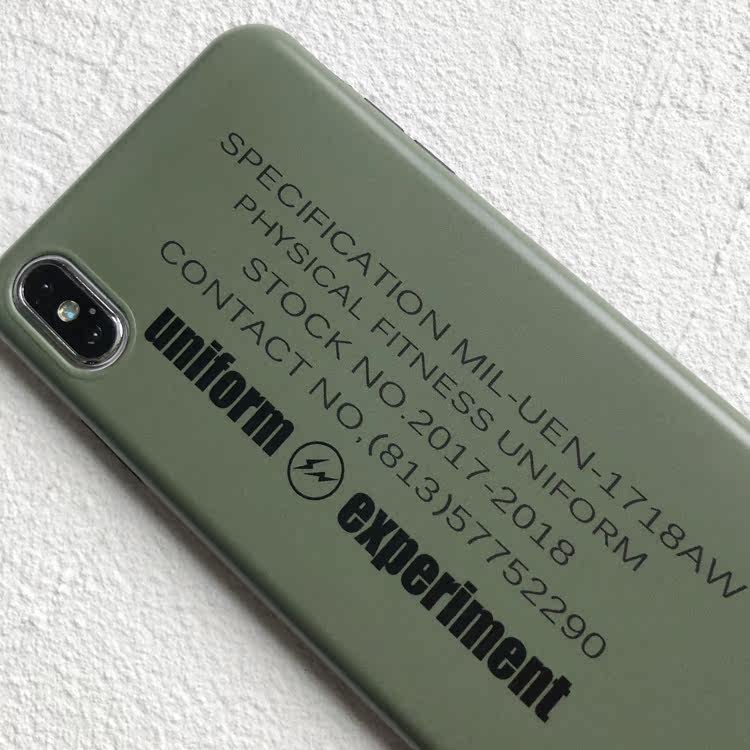 SPECIFICATION MIL-UEN-1718AW
PHYSICAL FITNESS UNIFORM
STOCK NO.2017-2018
CONTACT NO,(813)57752290
uniform experiment